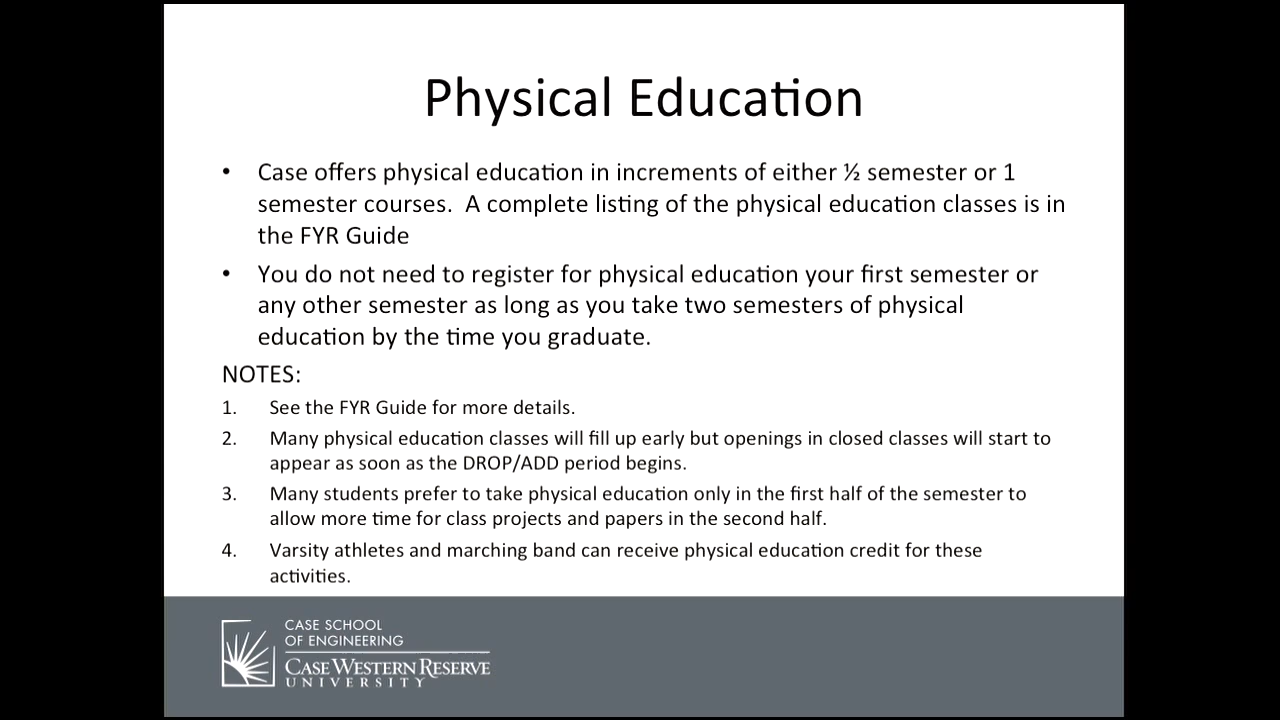 Physical Education
• Case offers physical education in increments of either ½ semester or 1
semester courses.  A complete listing of the physical education classes is in
the FYR Guide
• You do not need to register for physical education your first semester or
any other semester as long as you take two semesters of physical
education by the time you graduate.
NOTES:
1. See the FYR Guide for more details.
2. Many physical education classes will fill up early but openings in closed classes will start to
appear as soon as the DROP/ADD period begins.
3. Many students prefer to take physical education only in the first half of the semester to
allow more time for class projects and papers in the second half.
4. Varsity athletes and marching band can receive physical education credit for these
activities.
CASE SCHOOL
OF ENGINEERING
CASE WESTERN RESERVE
UNIVERSITY